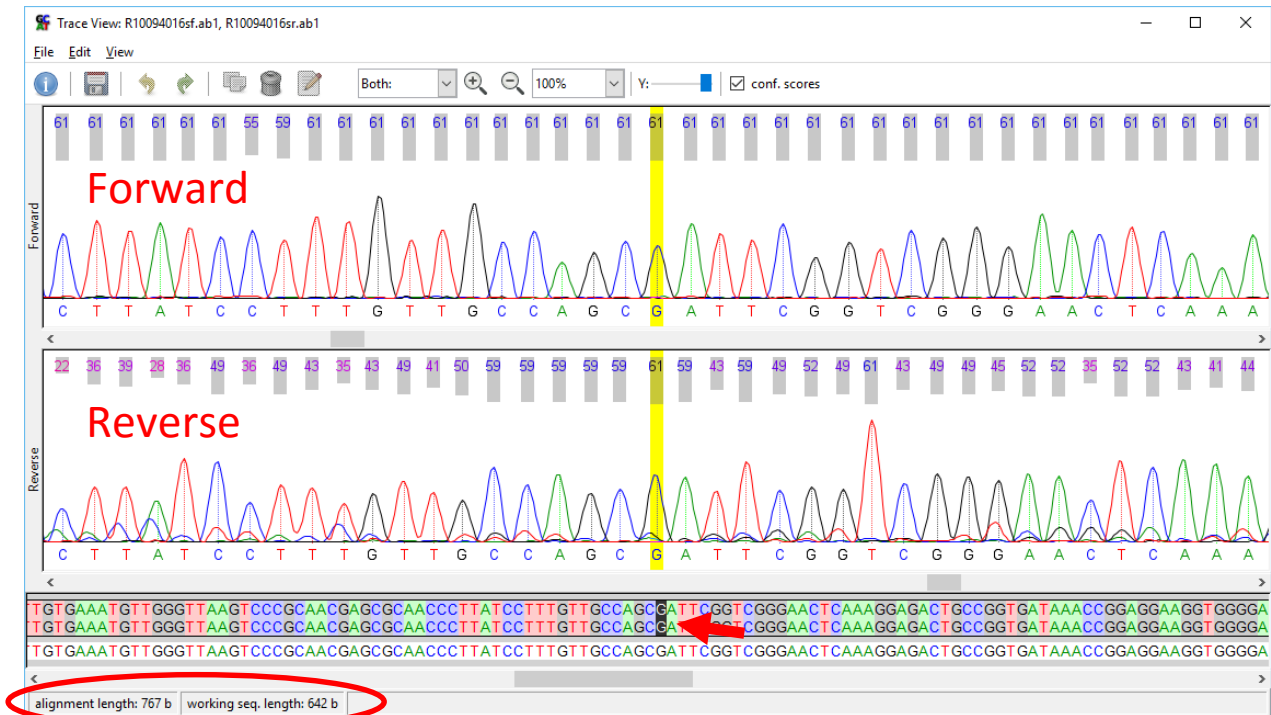 Trace View: R10094016sf.ab1, R10094016sr.ab1
File Edit View
Both: 100% Y: conf. scores
61 61 61 61 61 61 55 59 61 61 61 61 61 61 61 61 61 61 61 61 61 61 61 61 61 61 61 61 61 61 61 61 61 61 61 61 61 61 61
Forward
Forward
C T T A T C C T T T G T T G C C A G C G A T T C G G T C G G G A A C T C A A A
22 36 39 28 36 49 36 49 43 35 43 49 41 50 59 59 59 59 59 61 59 43 59 49 52 49 61 43 49 49 45 52 52 35 52 52 43 41 44
Reverse
Reverse
C T T A T C C T T T G T T G C C A G C G A T T C G G T C G G G A A C T C A A A
TTGTGAAATGTTGGGTTAAGTCCCGCAACGAGCGCAACCCTTATCCTTTGTTGCCAGCGATTCGGTCGGGAACTCAAAGGAGACTGCCGGTGATAAACCGGAGGAAGGTGGGGA
TTGTGAAATGTTGGGTTAAGTCCCGCAACGAGCGCAACCCTTATCCTTTGTTGCCAGCGATTCGGTCGGGAACTCAAAGGAGACTGCCGGTGATAAACCGGAGGAAGGTGGGGA
TTGTGAAATGTTGGGTTAAGTCCCGCAACGAGCGCAACCCTTATCCTTTGTTGCCAGCGATTCGGTCGGGAACTCAAAGGAGACTGCCGGTGATAAACCGGAGGAAGGTGGGGA
alignment length: 767 b working seq. length: 642 b